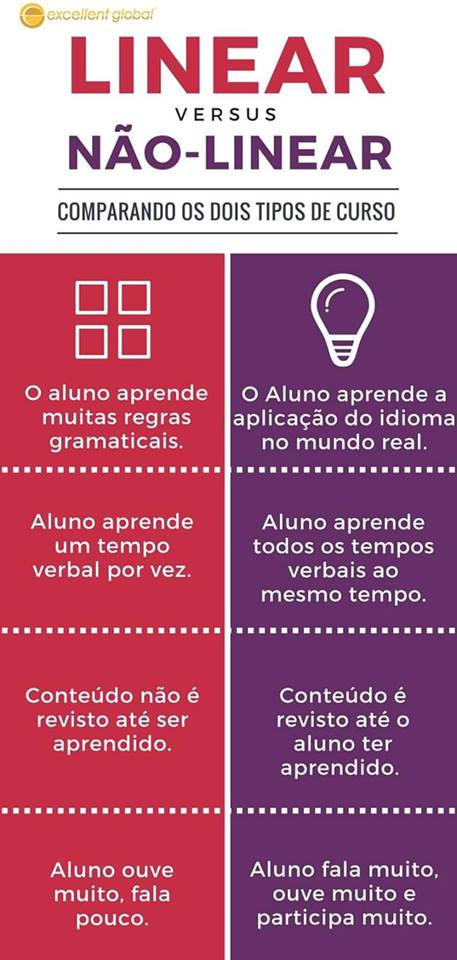 excellent global
LINEAR
VERSUS
NÃO-LINEAR
COMPARANDO OS DOIS TIPOS DE CURSO
O aluno aprende
muitas regras
gramaticais.
O Aluno aprende a
aplicação do idioma
no mundo real.
Aluno aprende
um tempo
verbal por vez.
Aluno aprende
todos os tempos
verbais ao
mesmo tempo.
Conteúdo não é
revisto até ser
aprendido.
Conteúdo é
revisto até o
aluno ter
aprendido.
Aluno ouve
muito, fala
pouco.
Aluno fala muito,
ouve muito e
participa muito.